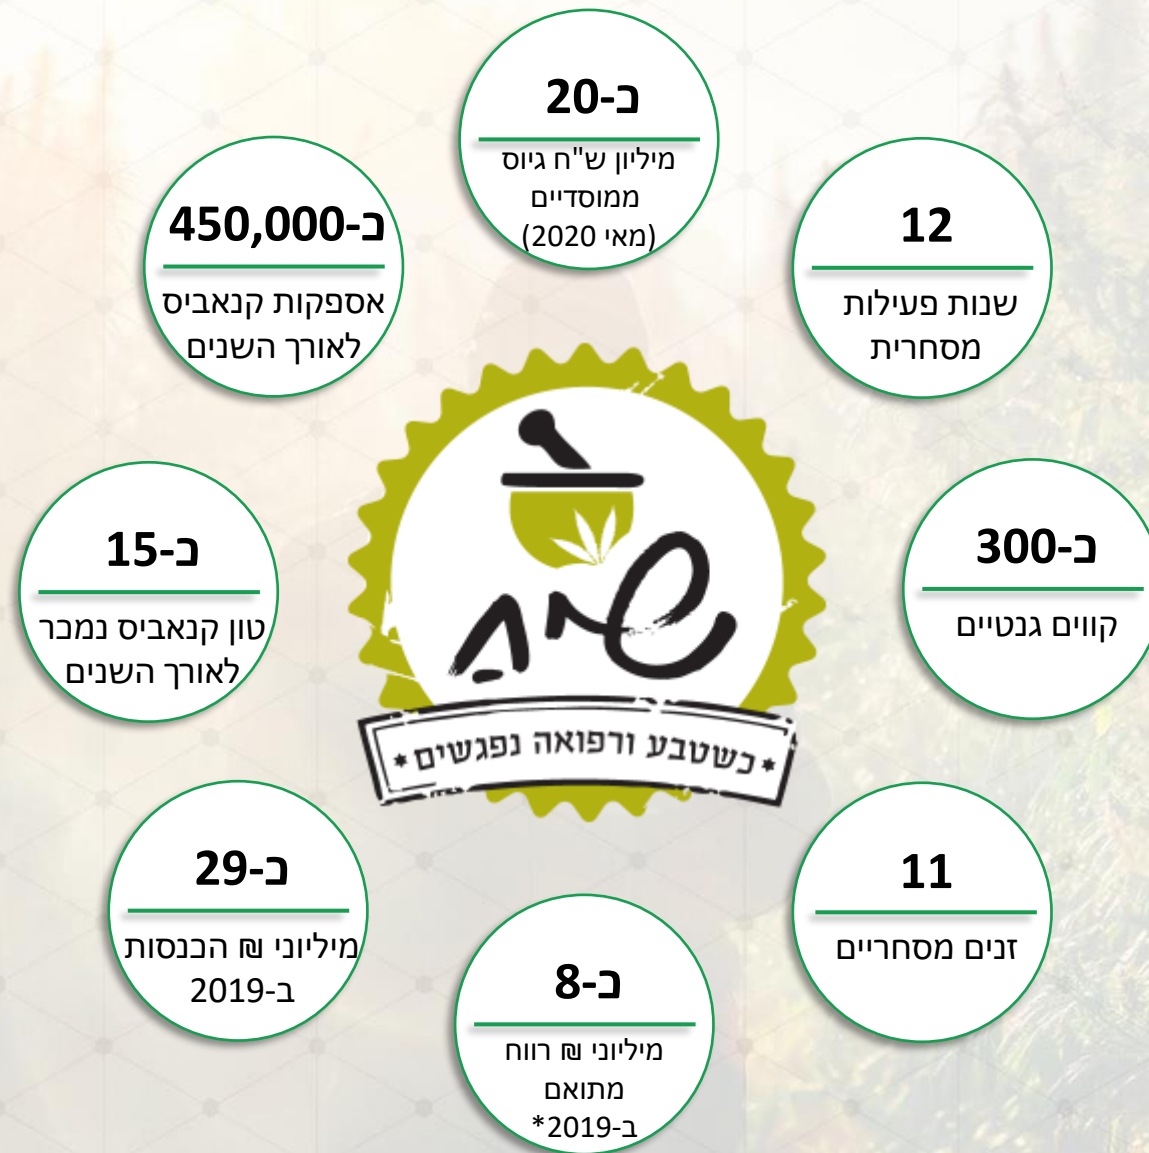 כ-20
מיליון ש"ח גיוס
ממוסדיים
(מאי 2020)
12
שנות פעילות
מסחרית
כ-300
קווים גנטיים
11
זנים מסחריים
כ-8
מיליוני ₪ רווח
מתואם
ב-2019*
כ-29
מיליוני ₪ הכנסות
ב-2019
כ-15
טון קנאביס נמכר
לאורך השנים
כ-450,000
אספקות קנאביס
לאורך השנים
שיח
* כשטבע ורפואה נפגשים *